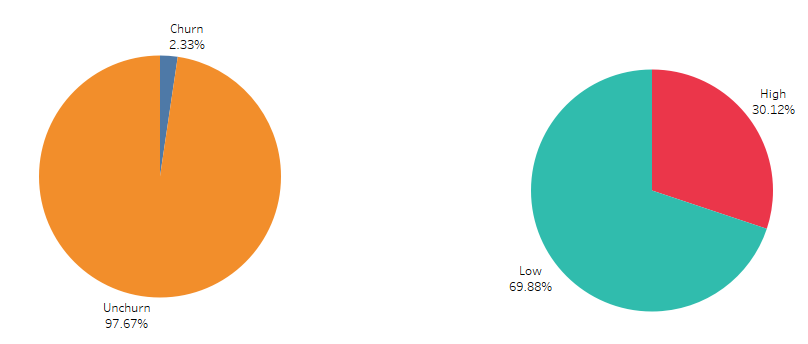 Churn
2.33%
Unchurn
97.67%
High
30.12%
Low
69.88%